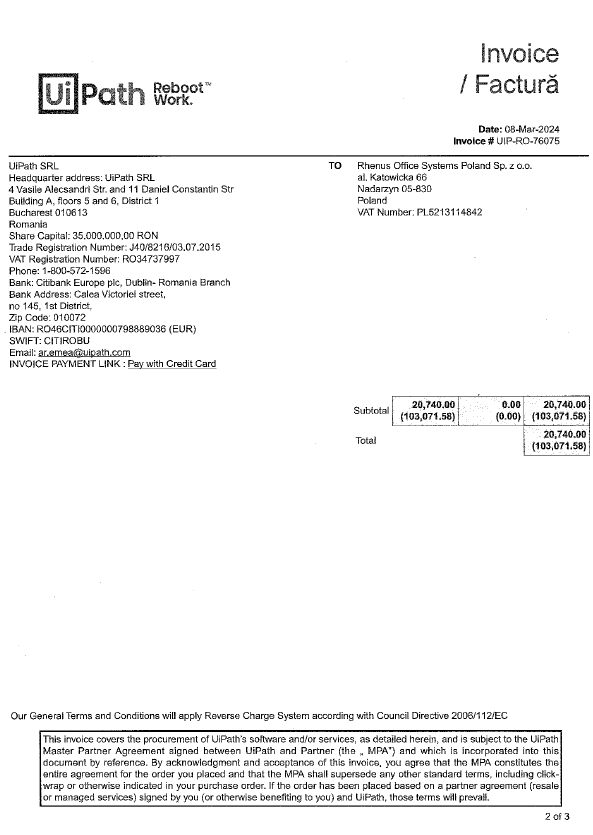 Invoice
/ Factură
UiPath Reboot™
Work.
Date: 08-Mar-2024
Invoice # UIP-RO-76075
UiPath SRL
Headquarter address: UiPath SRL
4 Vasile Alecsandri Str. and 11 Daniel Constantin Str
Building A, floors 5 and 6, District 1
Bucharest 010613
Romania
Share Capital: 35,000,000,00 RON
Trade Registration Number: J40/8216/03.07.2015
VAT Registration Number: RO34737997
Phone: 1-800-572-1596
Bank: Citibank Europe plc, Dublin- Romania Branch
Bank Address: Calea Victoriei street,
no 145, 1st District,
Zip Code: 010072
IBAN: RO46CITI0000000798889036 (EUR)
SWIFT: CITIROBU
Email: ar.emea@uipath.com
INVOICE PAYMENT LINK : Pay with Credit Card
TO Rhenus Office Systems Poland Sp. z o.o.
al. Katowicka 66
Nadarzyn 05-830
Poland
VAT Number: PL5213114842
Subtotal 20,740.00 0.00 20,740.00
(103,071.58) (0.00) (103,071.58)
Total 20,740.00
(103,071.58)
Our General Terms and Conditions will apply Reverse Charge System according with Council Directive 2006/112/EC
This invoice covers the procurement of UiPath's software and/or services, as detailed herein, and is subject to the UiPath
Master Partner Agreement signed between UiPath and Partner (the „ MPA") and which is incorporated into this
document by reference. By acknowledgment and acceptance of this invoice, you agree that the MPA constitutes the
entire agreement for the order you placed and that the MPA shall supersede any other standard terms, including click-
wrap or otherwise indicated in your purchase order. If the order has been placed based on a partner agreement (resale
or managed services) signed by you (or otherwise benefiting to you) and UiPath, those terms will prevail.
2 of 3